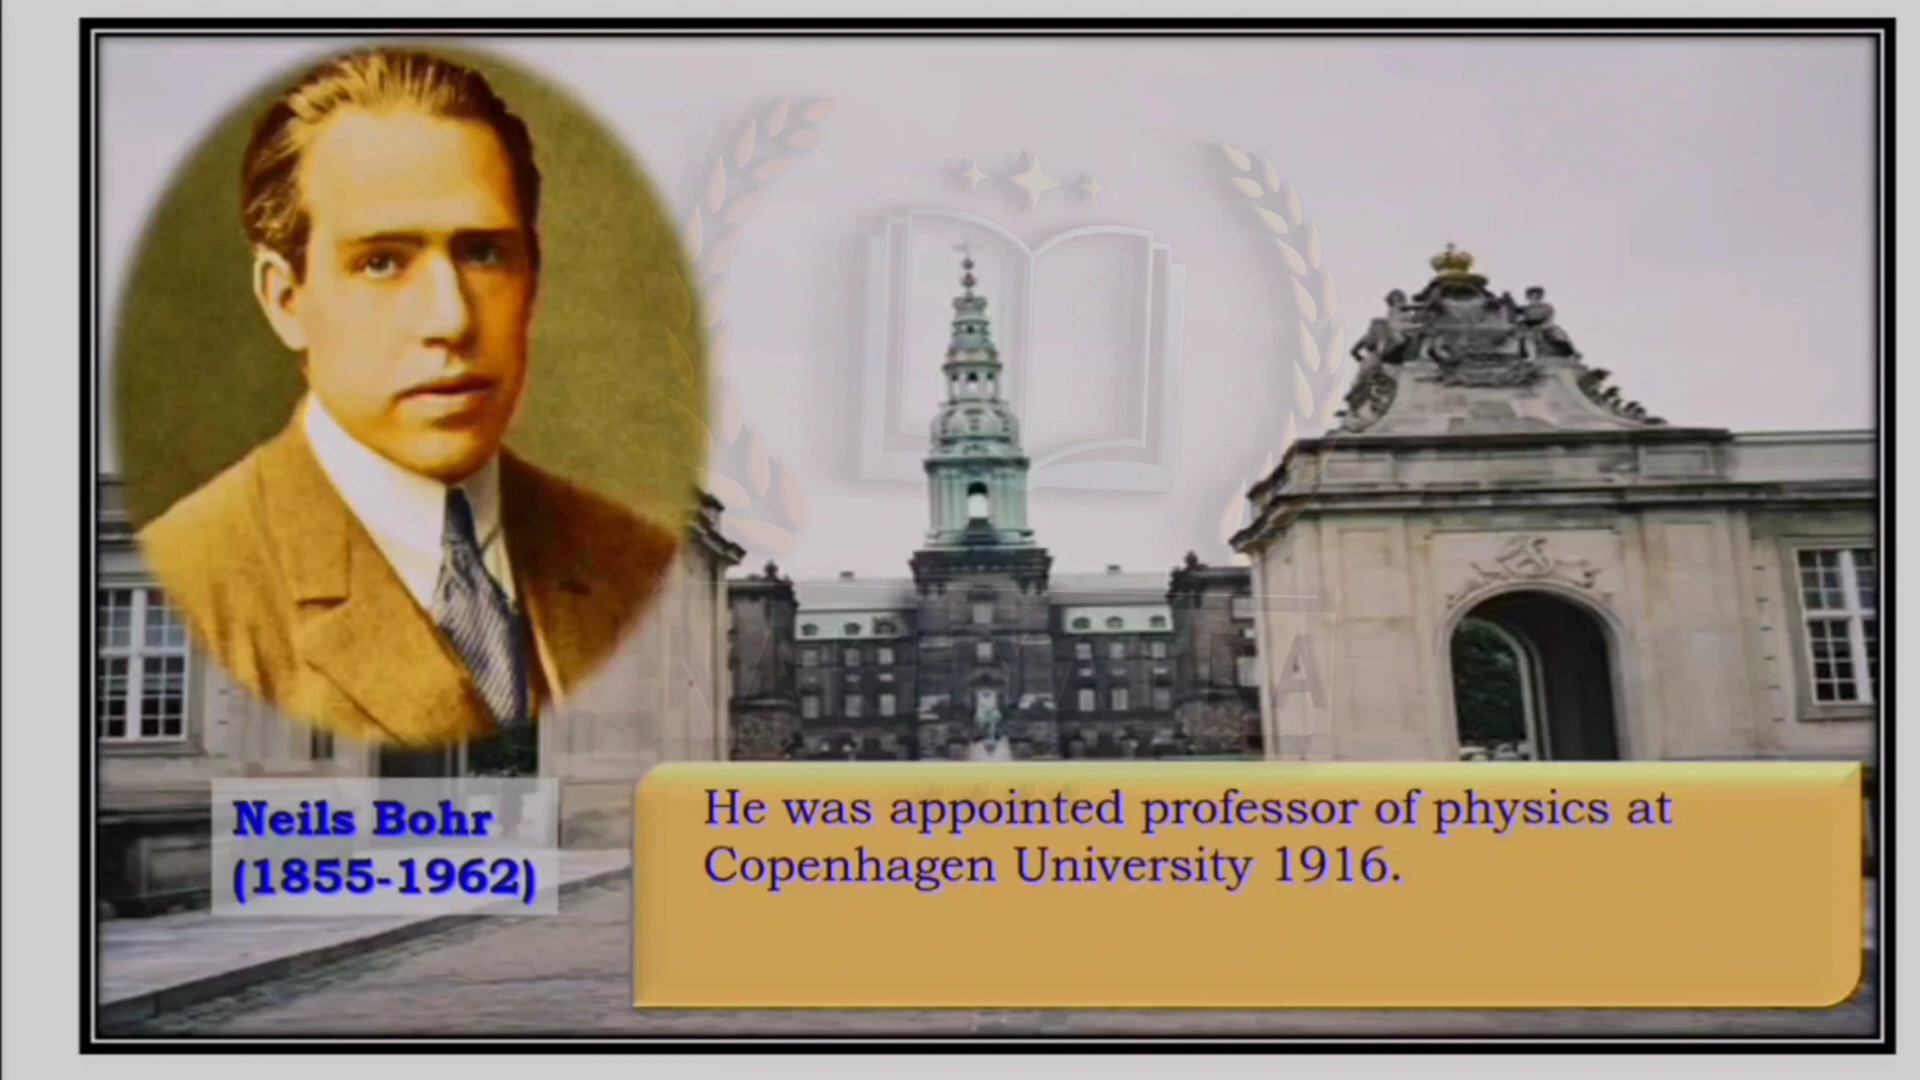 Neils Bohr
(1855-1962)
He was appointed professor of physics at
Copenhagen University 1916.